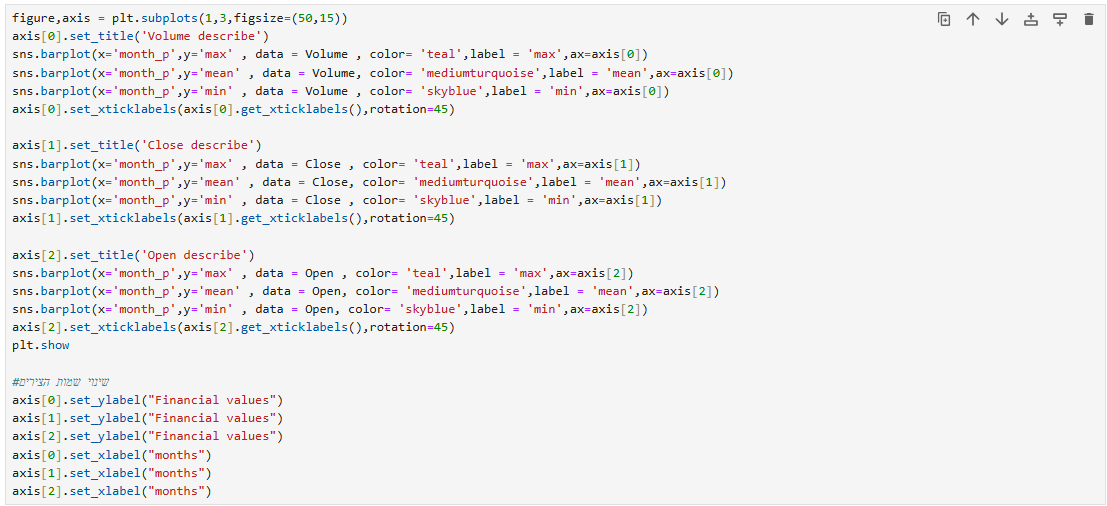 figure,axis = plt.subplots(1,3,figsize=(50,15))
axis[0].set_title('Volume describe')
sns.barplot(x='month_p',y='max' , data = Volume , color= 'teal',label = 'max',ax=axis[0])
sns.barplot(x='month_p',y='mean' , data = Volume, color= 'mediumturquoise',label = 'mean',ax=axis[0])
sns.barplot(x='month_p',y='min' , data = Volume , color= 'skyblue',label = 'min',ax=axis[0])
axis[0].set_xticklabels(axis[0].get_xticklabels(),rotation=45)

axis[1].set_title('Close describe')
sns.barplot(x='month_p',y='max' , data = Close , color= 'teal',label = 'max',ax=axis[1])
sns.barplot(x='month_p',y='mean' , data = Close, color= 'mediumturquoise',label = 'mean',ax=axis[1])
sns.barplot(x='month_p',y='min' , data = Close , color= 'skyblue',label = 'min',ax=axis[1])
axis[1].set_xticklabels(axis[1].get_xticklabels(),rotation=45)

axis[2].set_title('Open describe')
sns.barplot(x='month_p',y='max' , data = Open , color= 'teal',label = 'max',ax=axis[2])
sns.barplot(x='month_p',y='mean' , data = Open, color= 'mediumturquoise',label = 'mean',ax=axis[2])
sns.barplot(x='month_p',y='min' , data = Open, color= 'skyblue',label = 'min',ax=axis[2])
axis[2].set_xticklabels(axis[2].get_xticklabels(),rotation=45)
plt.show

#שינוי שמות הצירים
axis[0].set_ylabel("Financial values")
axis[1].set_ylabel("Financial values")
axis[2].set_ylabel("Financial values")
axis[0].set_xlabel("months")
axis[1].set_xlabel("months")
axis[2].set_xlabel("months")